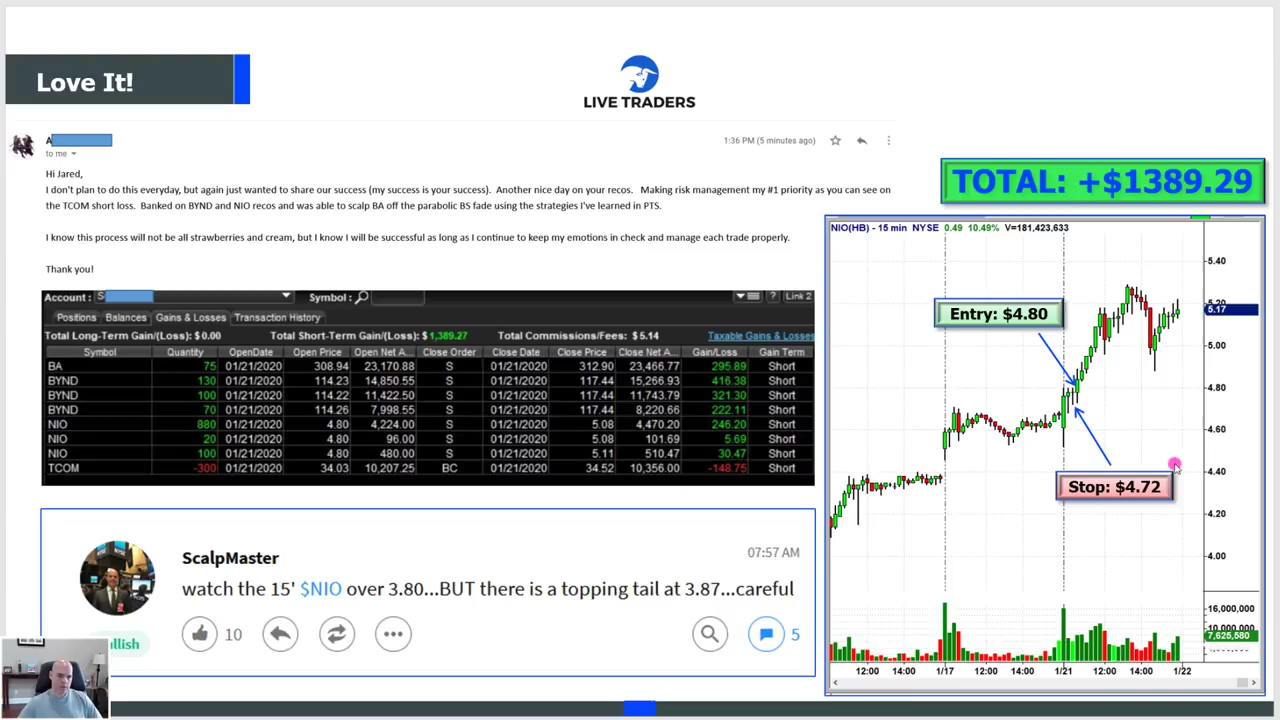 Love It!
LIVE TRADERS
A
to me
1:36 PM (5 minutes ago)
Hi Jared,
I don't plan to do this everyday, but again just wanted to share our success (my success is your success). Another nice day on your recos. Making risk management my #1 priority as you can see on
the TCOM short loss. Banked on BYND and NIO recos and was able to scalp BA off the parabolic BS fade using the strategies I've learned in PTS.
I know this process will not be all strawberries and cream, but I know I will be successful as long as I continue to keep my emotions in check and manage each trade properly.
Thank you!
Account : S Symbol : ? Link 2
Positions Balances Gains & Losses Transaction History
Total Long-Term Gain/(Loss): $0.00 Total Short-Term Gain/(Loss): $1,389.27 Total Commissions/Fees: $5.14 Taxable Gains & Losses
Symbol Quantity OpenDate Open Price Open Net A... Close Order Close Date Close Price Close Net A... Gain/Loss Gain Term
BA 75 01/21/2020 308.94 23,170.88 S 01/21/2020 312.90 23,466.77 295.89 Short
BYND 130 01/21/2020 114.23 14,850.55 S 01/21/2020 117.44 15,266.93 416.38 Short
BYND 100 01/21/2020 114.22 11,422.50 S 01/21/2020 117.44 11,743.79 321.30 Short
BYND 70 01/21/2020 114.26 7,998.55 S 01/21/2020 117.44 8,220.66 222.11 Short
NIO 880 01/21/2020 4.80 4,224.00 S 01/21/2020 5.08 4,470.20 246.20 Short
NIO 20 01/21/2020 4.80 96.00 S 01/21/2020 5.08 101.69 5.69 Short
NIO 100 01/21/2020 4.80 480.00 S 01/21/2020 5.11 510.47 30.47 Short
TCOM -300 01/21/2020 34.03 10,207.25 BC 01/21/2020 34.52 10,356.00 -148.75 Short
ScalpMaster
07:57 AM
watch the 15' $NIO over 3.80...BUT there is a topping tail at 3.87...careful
10
5
TOTAL: +$1389.29
NIO(HB) - 15 min NYSE 0.49 10.49% V=181,423,633
Entry: $4.80
Stop: $4.72
5.40
5.20
5.17
5.00
4.80
4.60
4.40
4.20
4.00
16,000,000
10,000,000
7,625,580
12:00 14:00 1/17 12:00 14:00 1/21 12:00 14:00 1/22